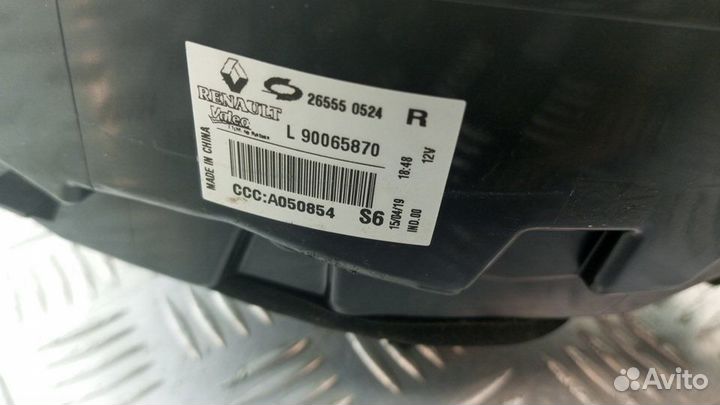 26555 0524 R
RENAULT
Valeo
L 90065870
MADE IN CHINA
CCC:A050854 S6
18:48 12V
15/04/19 IND.00
Avito